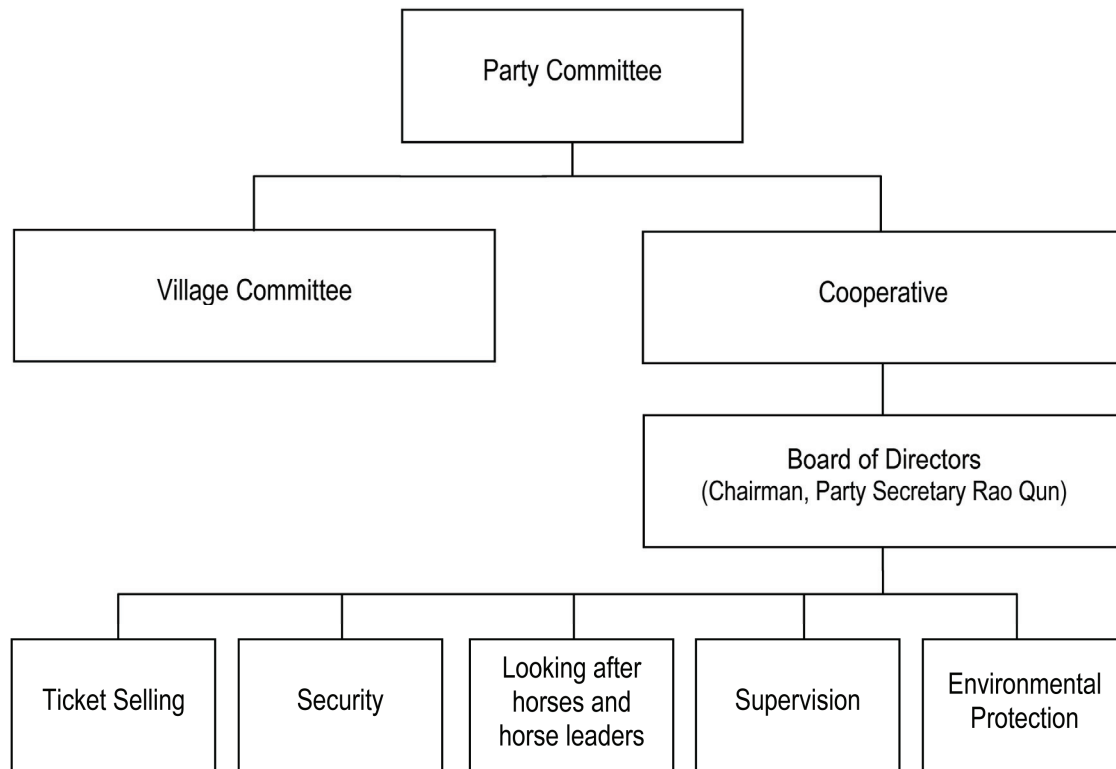 Party Committee
Village Committee
Cooperative
Board of Directors
(Chairman, Party Secretary Rao Qun)
Ticket Selling
Security
Looking after
horses and
horse leaders
Supervision
Environmental
Protection